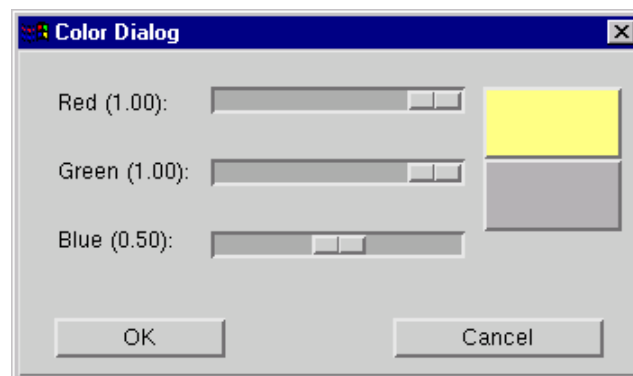 Color Dialog
Red (1.00):
Green (1.00):
Blue (0.50):
OK Cancel